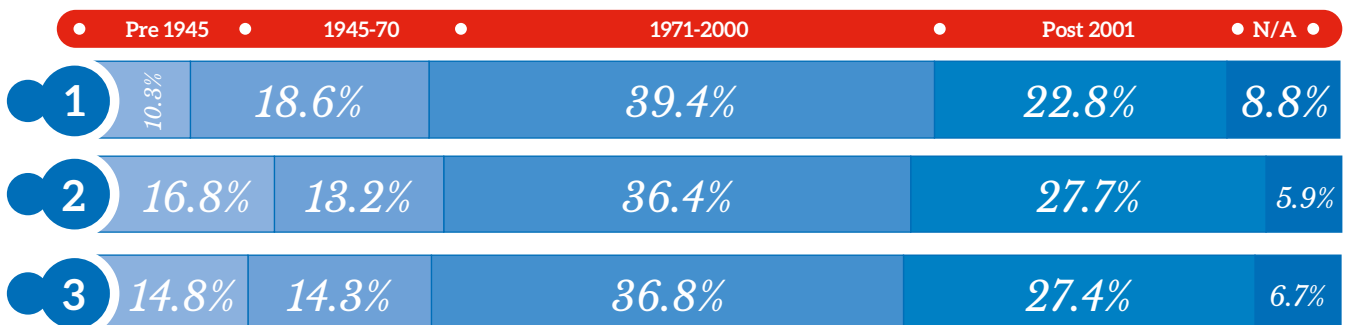 Pre 1945 1945-70 1971-2000 Post 2001 N/A
1 10.3% 18.6% 39.4% 22.8% 8.8%
2 16.8% 13.2% 36.4% 27.7% 5.9%
3 14.8% 14.3% 36.8% 27.4% 6.7%